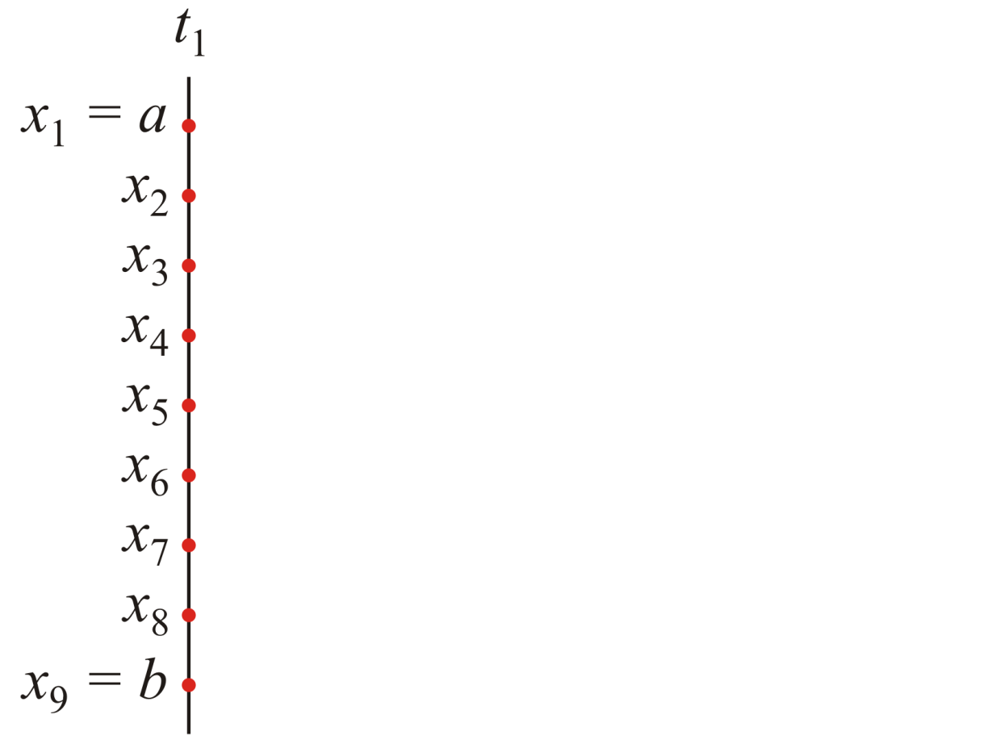 t₁
x₁ = a
x₂
x₃
x₄
x₅
x₆
x₇
x₈
x₉ = b